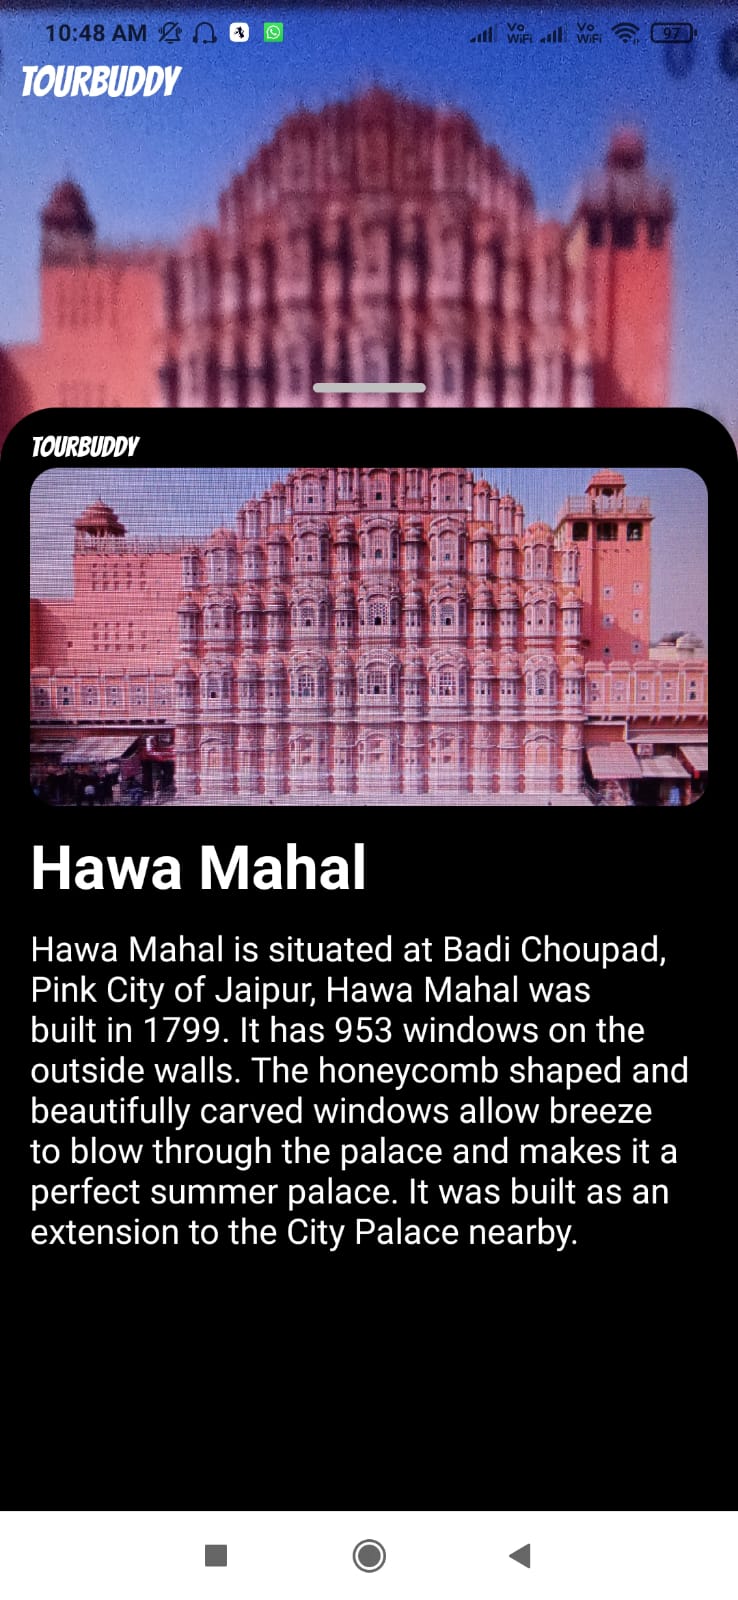 10:48 AM
Vo
WiFi
Vo
WiFi
97
TOURBUDDY
TOURBUDDY
Hawa Mahal
Hawa Mahal is situated at Badi Choupad,
Pink City of Jaipur, Hawa Mahal was
built in 1799. It has 953 windows on the
outside walls. The honeycomb shaped and
beautifully carved windows allow breeze
to blow through the palace and makes it a
perfect summer palace. It was built as an
extension to the City Palace nearby.